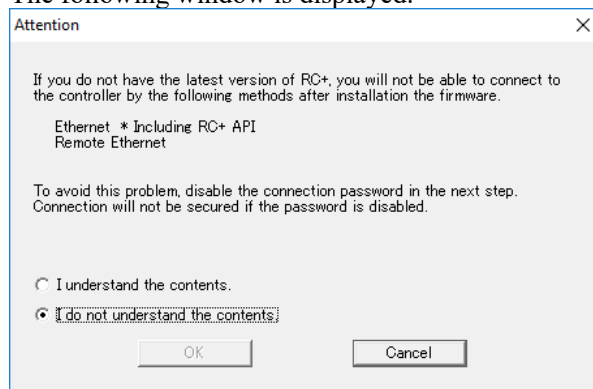 The following window is displayed.
Attention
If you do not have the latest version of RC+, you will not be able to connect to
the controller by the following methods after installation the firmware.
Ethernet * Including RC+ API
Remote Ethernet
To avoid this problem, disable the connection password in the next step.
Connection will not be secured if the password is disabled.
I understand the contents.
I do not understand the contents.
OK
Cancel